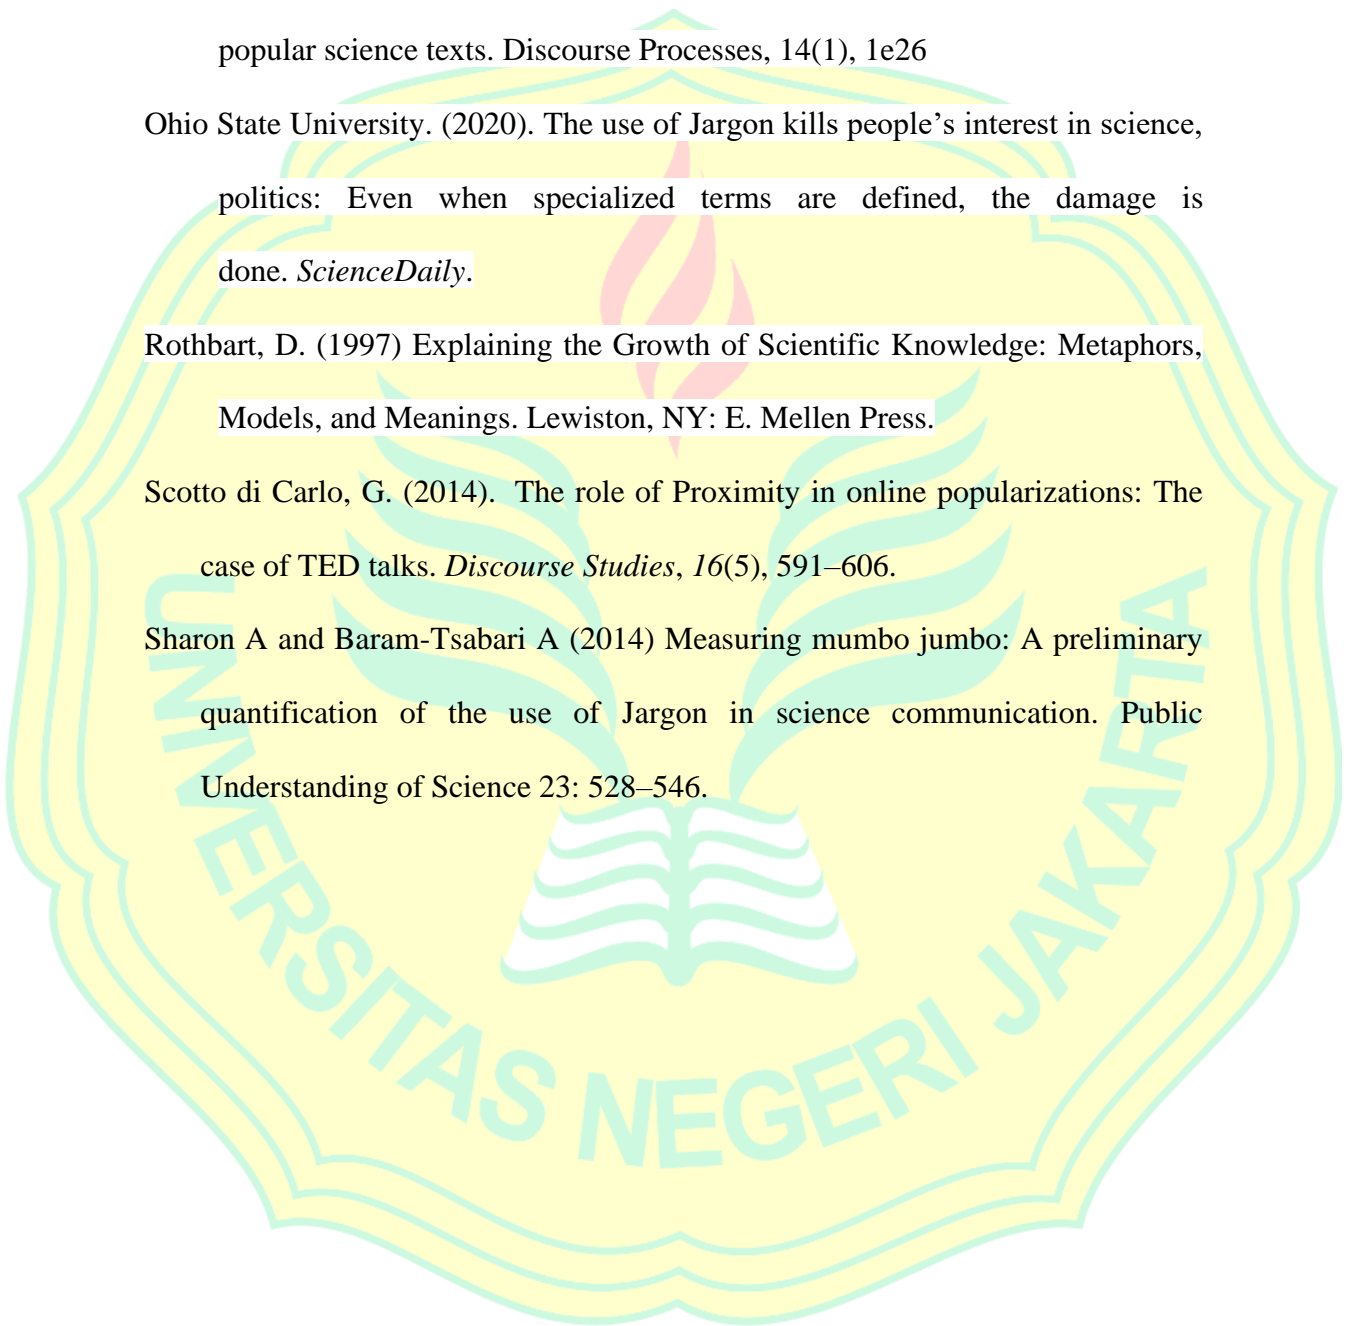 popular science texts. Discourse Processes, 14(1), 1e26
Ohio State University. (2020). The use of Jargon kills people’s interest in science,
politics: Even when specialized terms are defined, the damage is
done. ScienceDaily.
Rothbart, D. (1997) Explaining the Growth of Scientific Knowledge: Metaphors,
Models, and Meanings. Lewiston, NY: E. Mellen Press.
Scotto di Carlo, G. (2014). The role of Proximity in online popularizations: The
case of TED talks. Discourse Studies, 16(5), 591–606.
Sharon A and Baram-Tsabari A (2014) Measuring mumbo jumbo: A preliminary
quantification of the use of Jargon in science communication. Public
Understanding of Science 23: 528–546.
UNIVERSITAS NEGERI JAKARTA